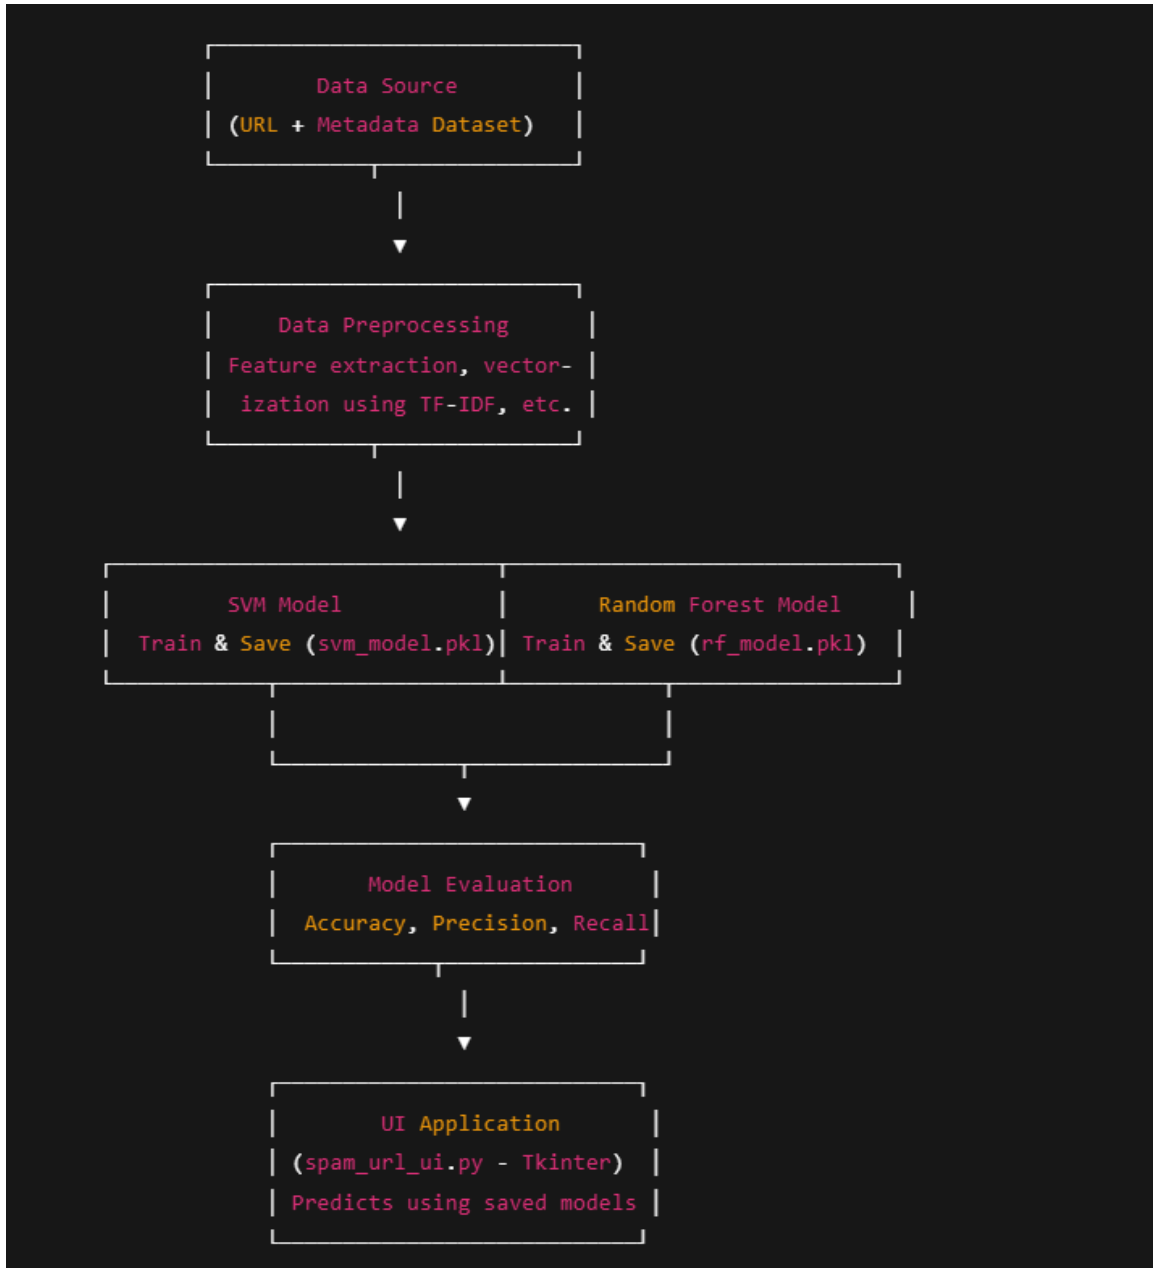 Data Source
(URL + Metadata Dataset)
Data Preprocessing
Feature extraction, vector-
ization using TF-IDF, etc.
SVM Model
Random Forest Model
Train & Save (svm_model.pkl)
Train & Save (rf_model.pkl)
Model Evaluation
Accuracy, Precision, Recall
UI Application
(spam_url_ui.py - Tkinter)
Predicts using saved models